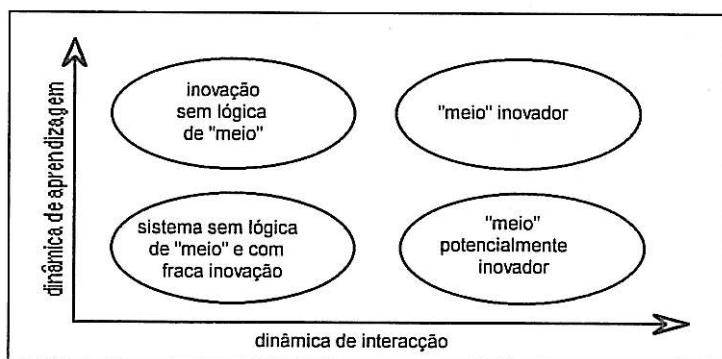 dinâmica de aprendizagem
inovação
sem lógica
de "meio"
"meio" inovador
sistema sem lógica
de "meio" e com
fraca inovação
"meio"
potencialmente
inovador
dinâmica de interacção